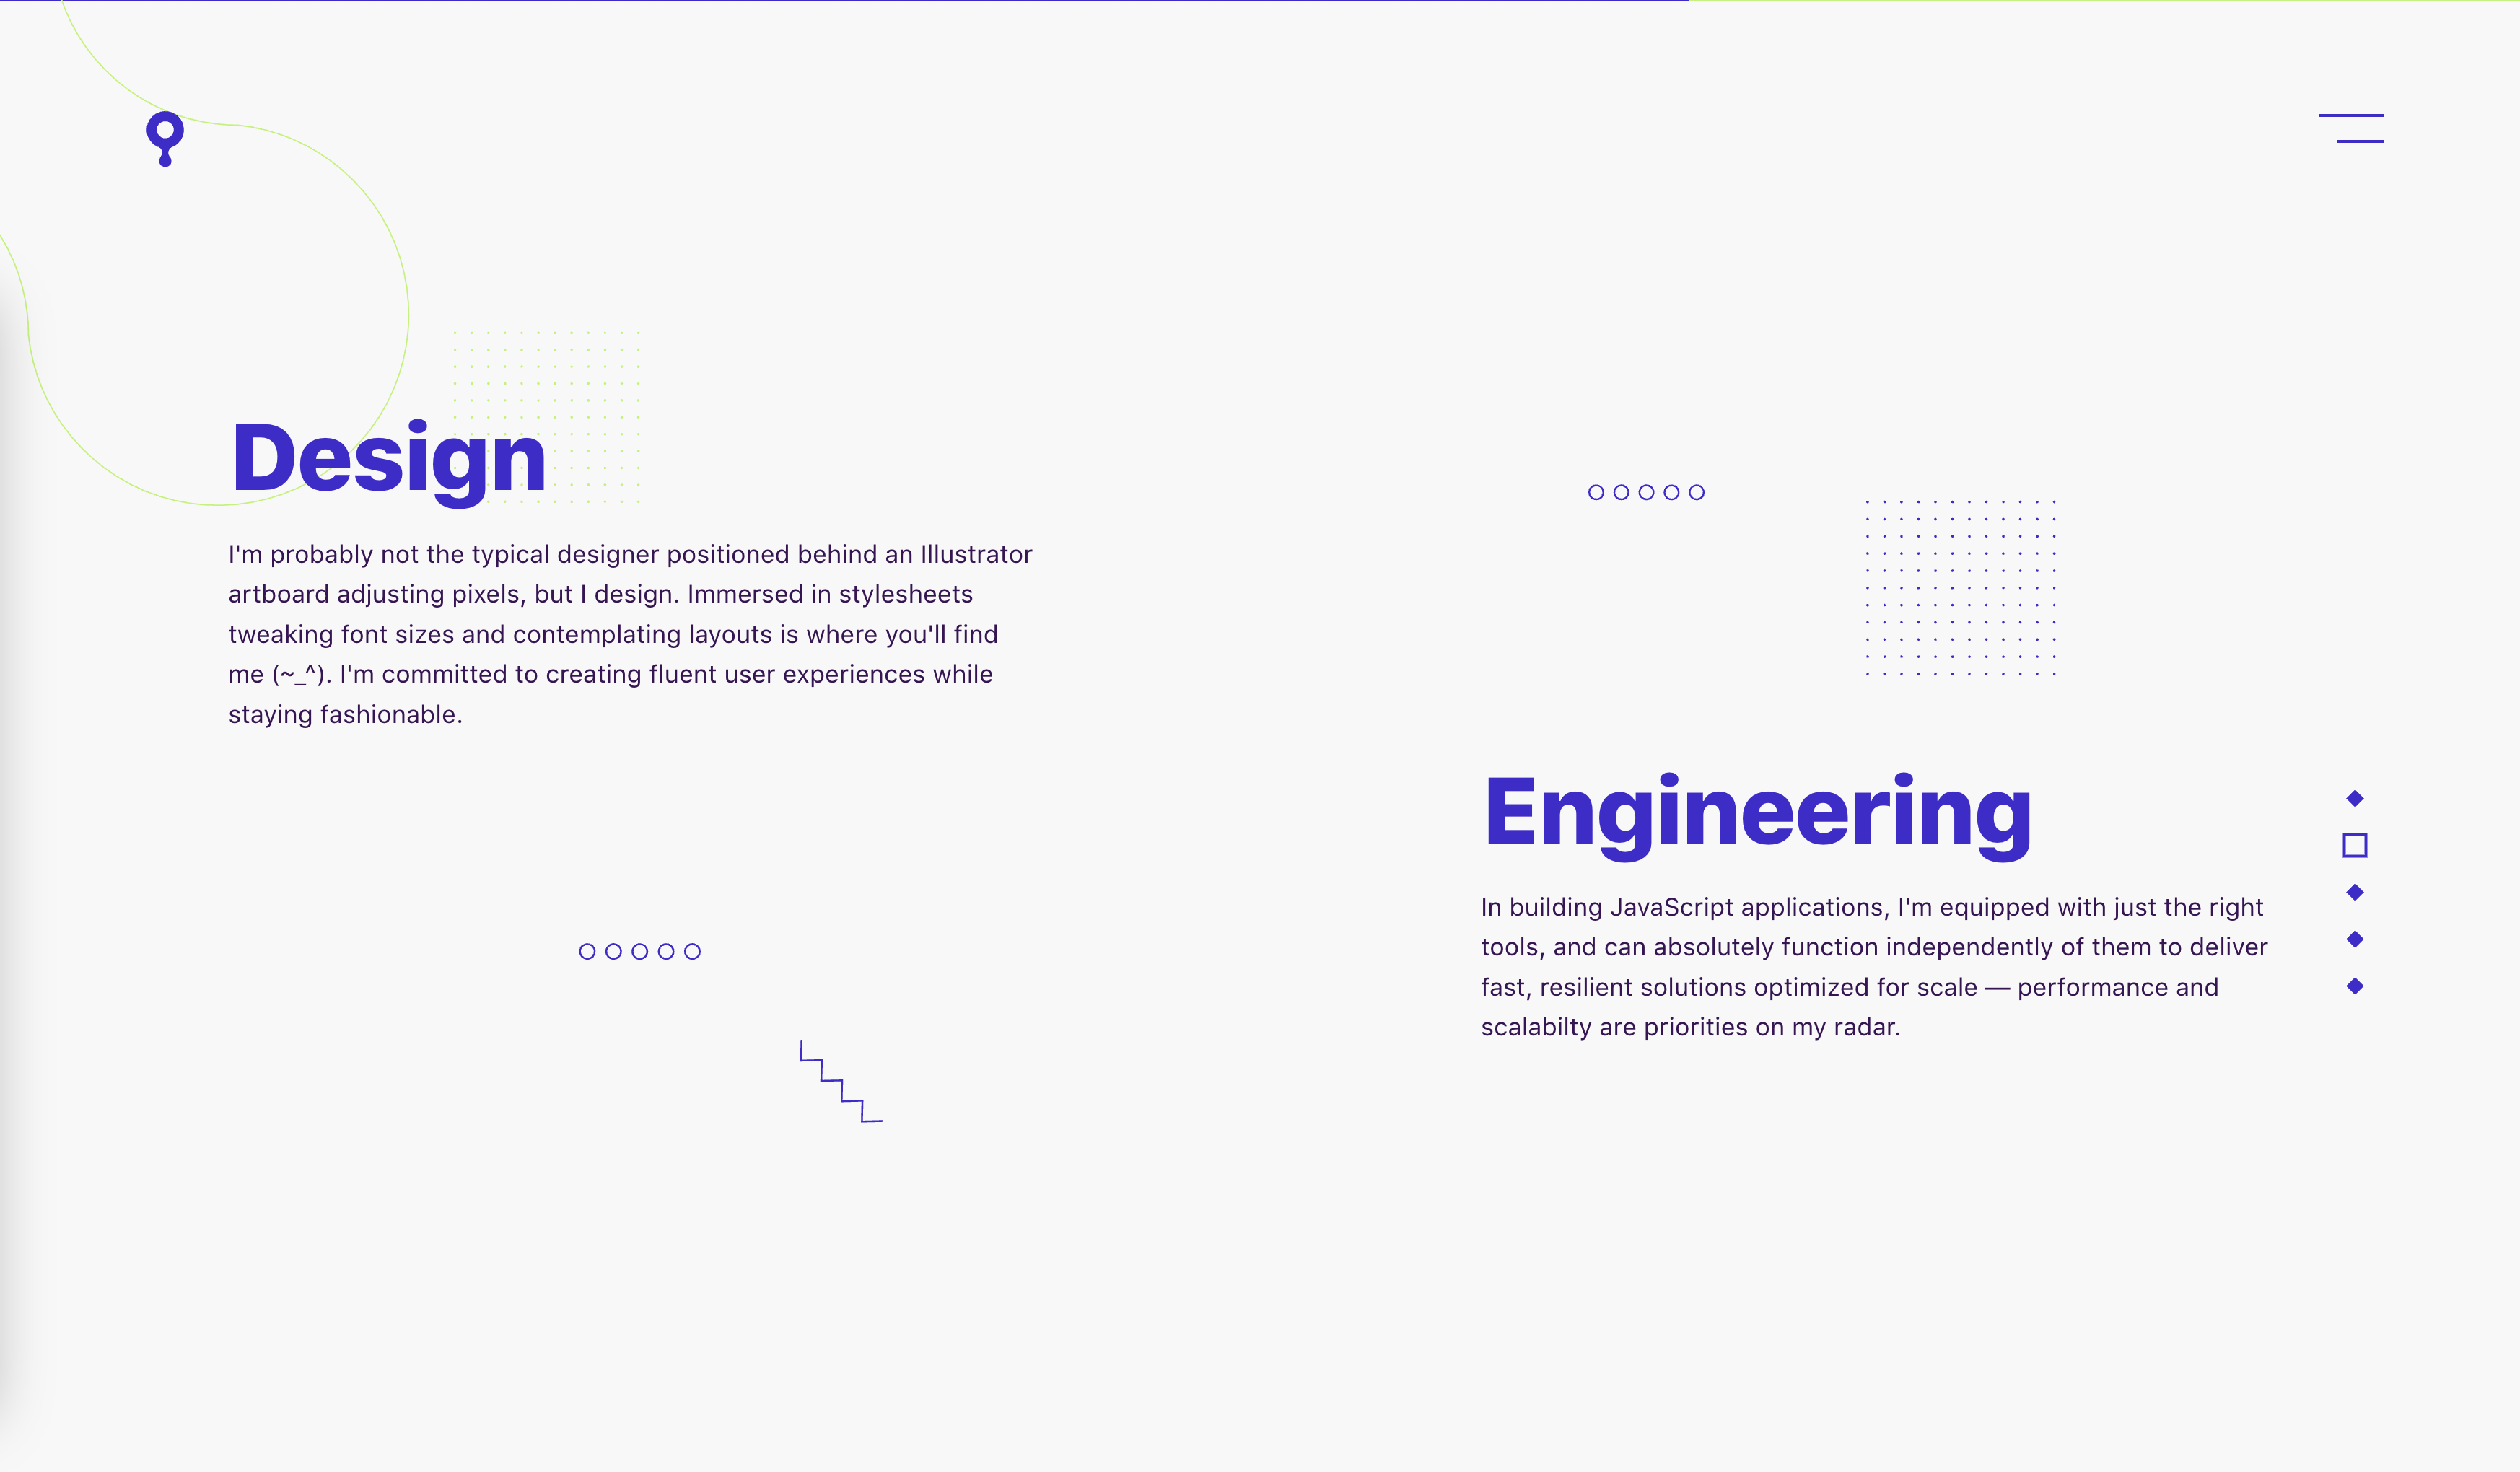 Design
I'm probably not the typical designer positioned behind an Illustrator
artboard adjusting pixels, but I design. Immersed in stylesheets
tweaking font sizes and contemplating layouts is where you'll find
me (~_^). I'm committed to creating fluent user experiences while
staying fashionable.
Engineering
In building JavaScript applications, I'm equipped with just the right
tools, and can absolutely function independently of them to deliver
fast, resilient solutions optimized for scale — performance and
scalabilty are priorities on my radar.